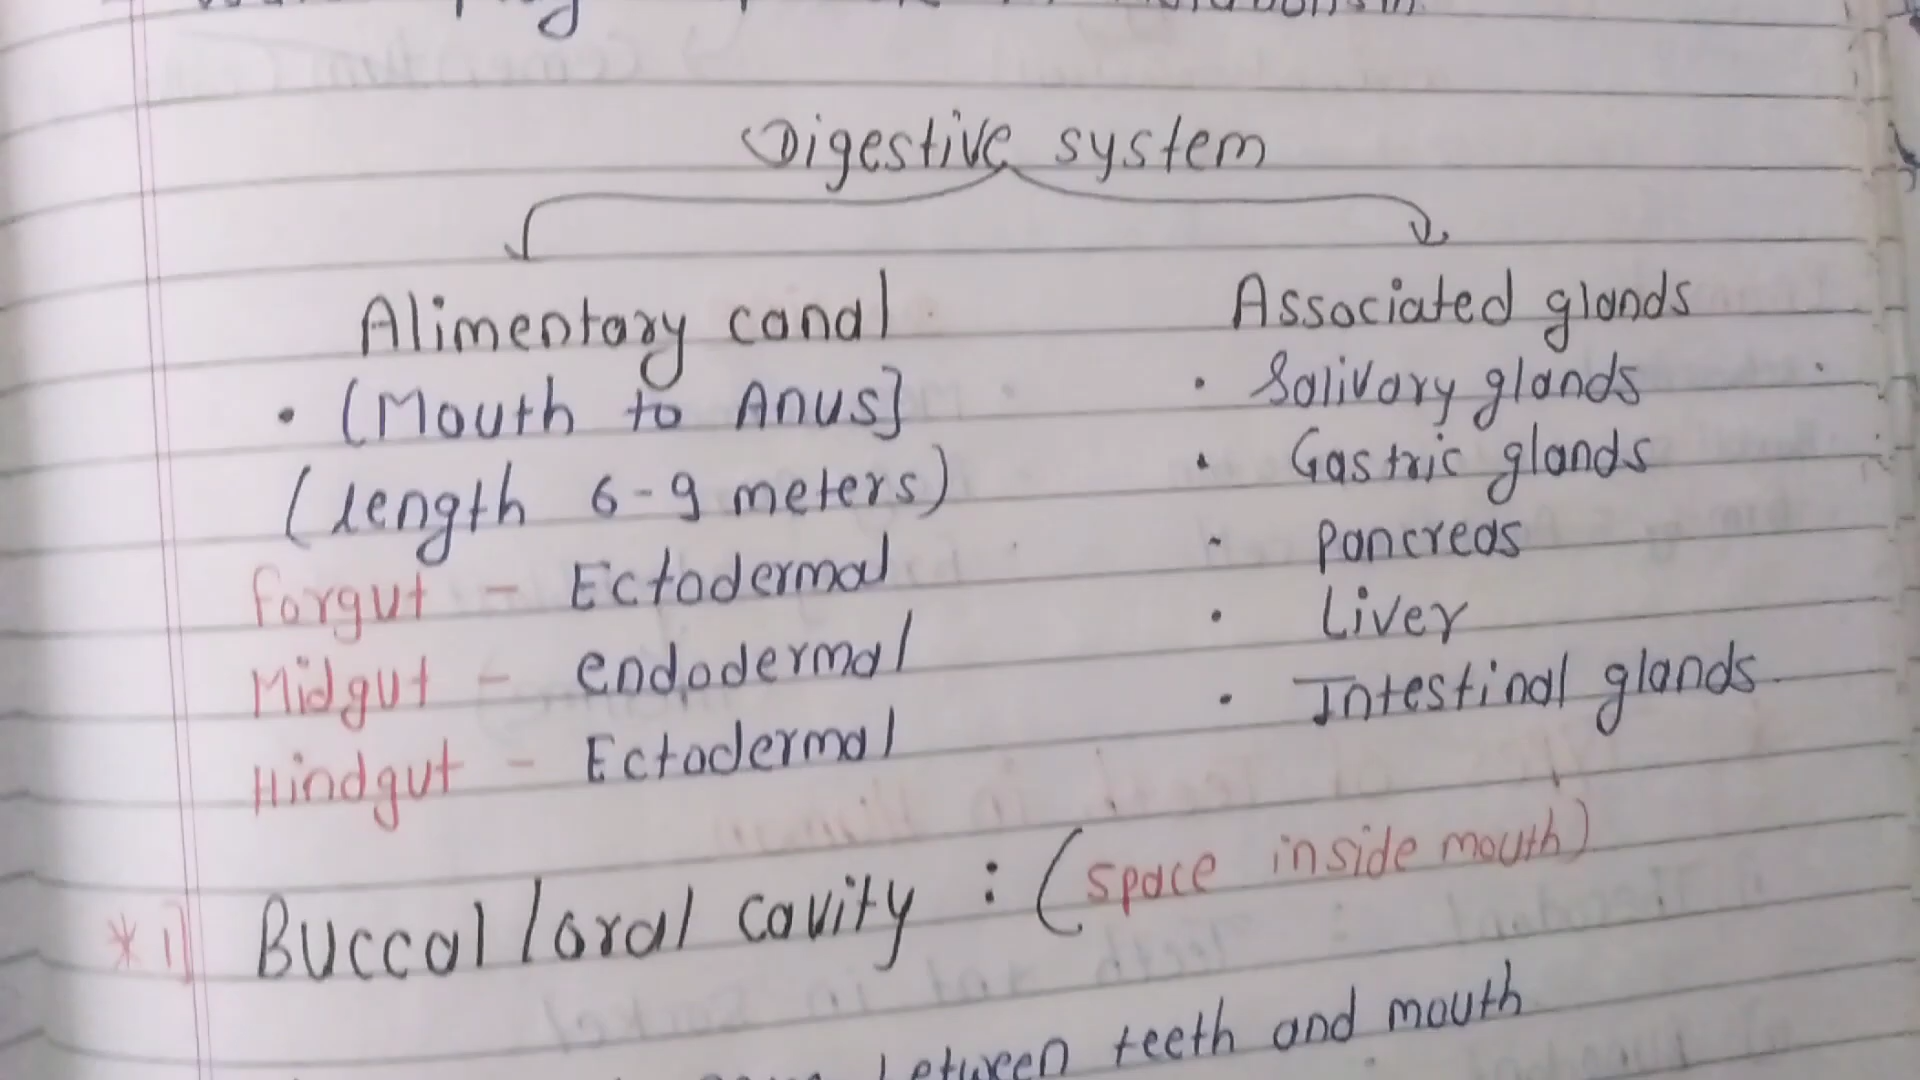 Digestive system
Alimentary canal
• (Mouth to Anus]
(length 6-9 meters)
Forgut - Ectodermal
Midgut - endodermal
Hindgut - Ectodermal
Associated glands
• Salivary glands
• Gastric glands
- pancreas
• Liver
• Intestinal glands
* 1) Buccal / oral cavity : (space inside mouth)
between teeth and mouth